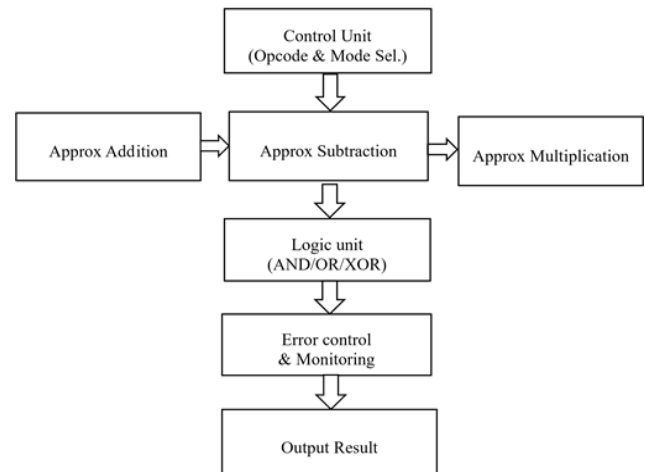 Control Unit
(Opcode & Mode Sel.)
Approx Addition
Approx Subtraction
Approx Multiplication
Logic unit
(AND/OR/XOR)
Error control
& Monitoring
Output Result